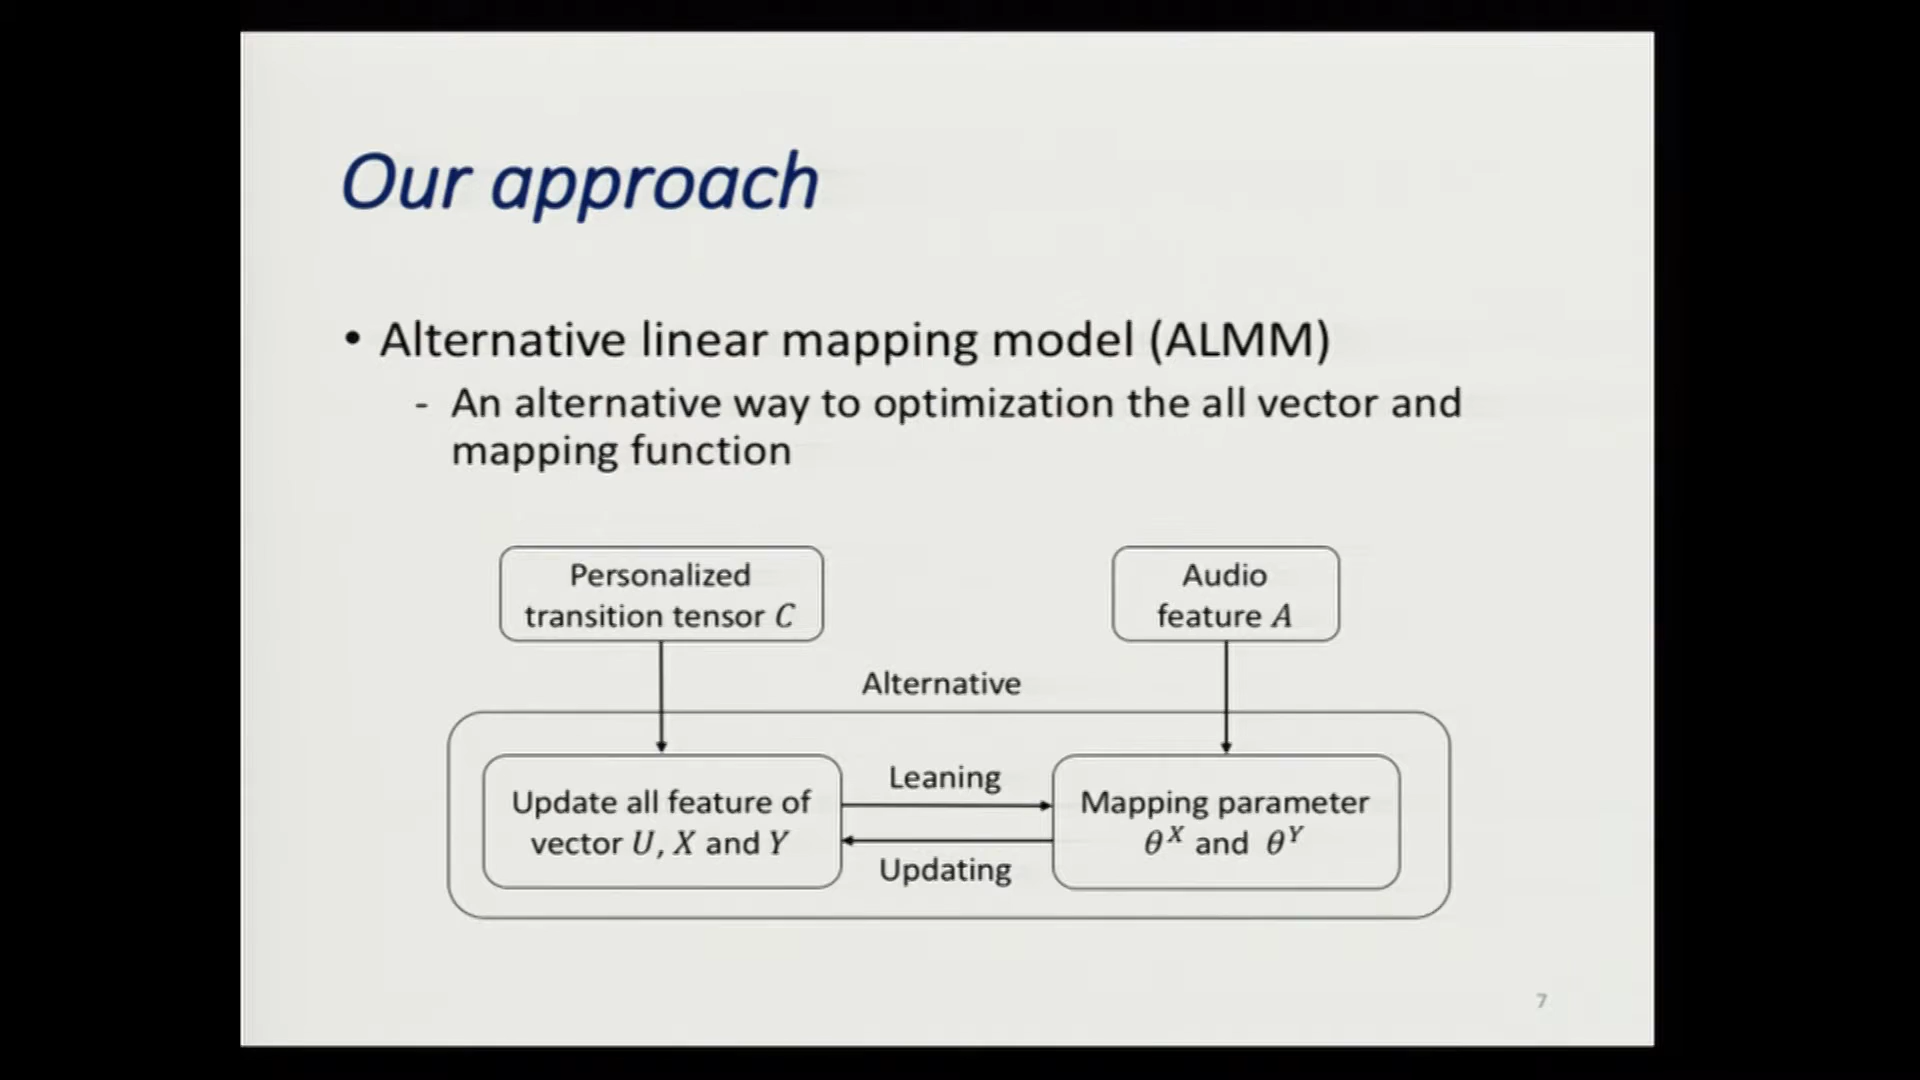 Our approach
• Alternative linear mapping model (ALMM)
- An alternative way to optimization the all vector and
mapping function
Personalized
transition tensor C
Audio
feature A
Alternative
Update all feature of
vector U, X and Y
Leaning
Updating
Mapping parameter
θ^X and θ^Y
7